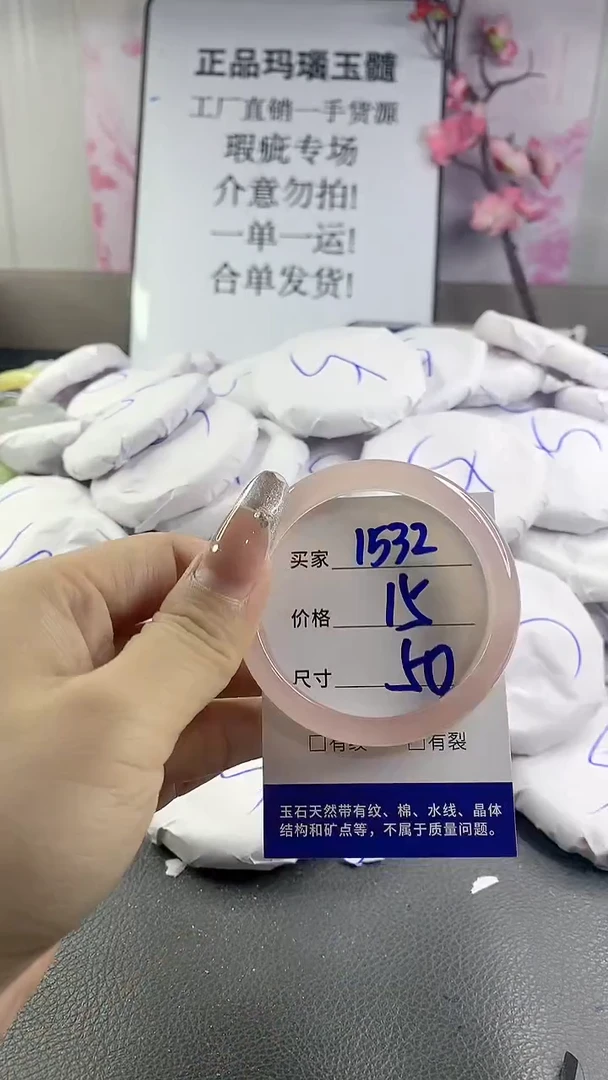 正品玛瑙玉髓
工厂直销一手货源
瑕疵专场
介意勿拍!
一单一运!
合单发货!
买家 1532
价格 15
尺寸 50
□有纹 □有裂
玉石天然带有纹、棉、水线、晶体
结构和矿点等，不属于质量问题。